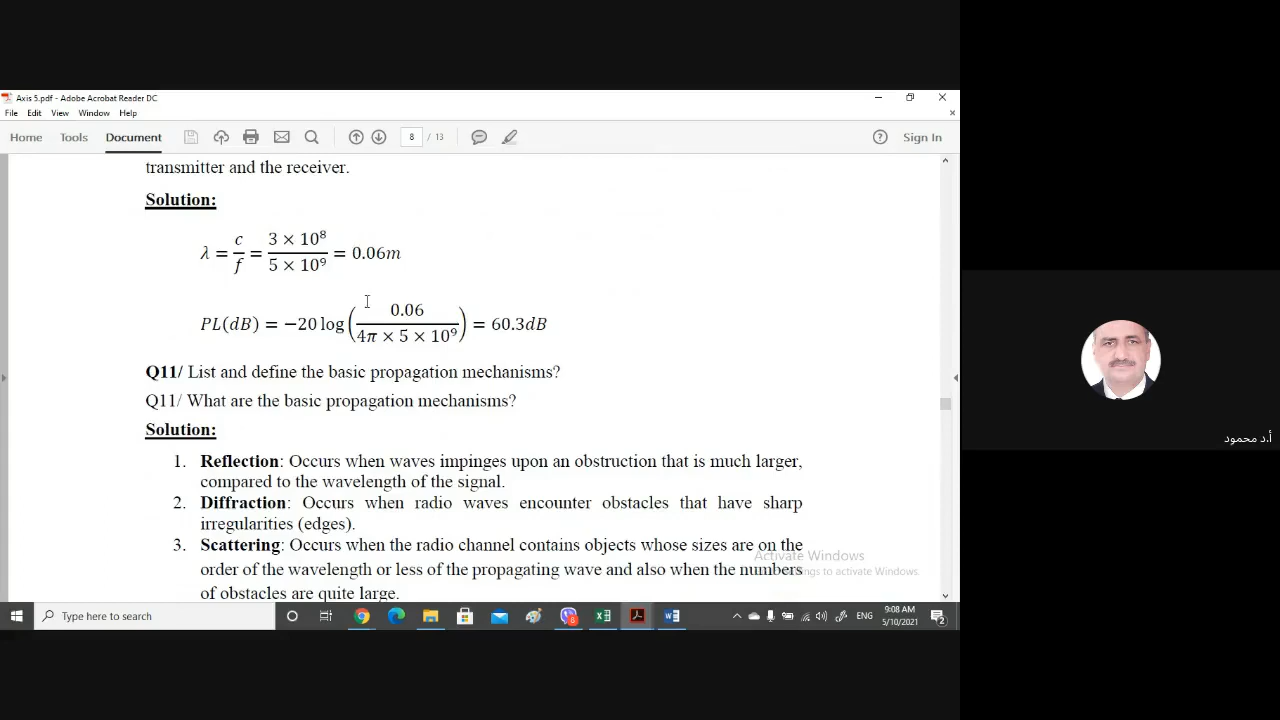 Axis 5.pdf - Adobe Acrobat Reader DC
File Edit View Window Help
Home Tools Document 8 / 13 Sign In
transmitter and the receiver.
Solution:
λ = c/f = (3 × 10⁸)/(5 × 10⁹) = 0.06m
PL(dB) = −20 log(0.06/(4π × 5 × 10⁹)) = 60.3dB
Q11/ List and define the basic propagation mechanisms?
Q11/ What are the basic propagation mechanisms?
Solution:
1. Reflection: Occurs when waves impinges upon an obstruction that is much larger,
compared to the wavelength of the signal.
2. Diffraction: Occurs when radio waves encounter obstacles that have sharp
irregularities (edges).
3. Scattering: Occurs when the radio channel contains objects whose sizes are on the
order of the wavelength or less of the propagating wave and also when the numbers
of obstacles are quite large.
Activate Windows
to activate Windows.
أ.د محمود
Type here to search
ENG
9:08 AM
5/10/2021